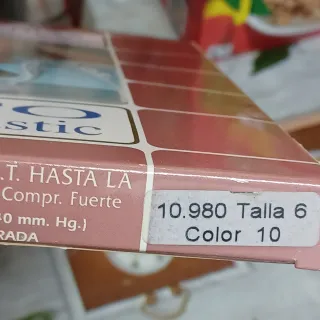 stic
.T. HASTA LA
Compr. Fuerte
0 mm. Hg.)
RADA
10.980 Talla 6
Color 10